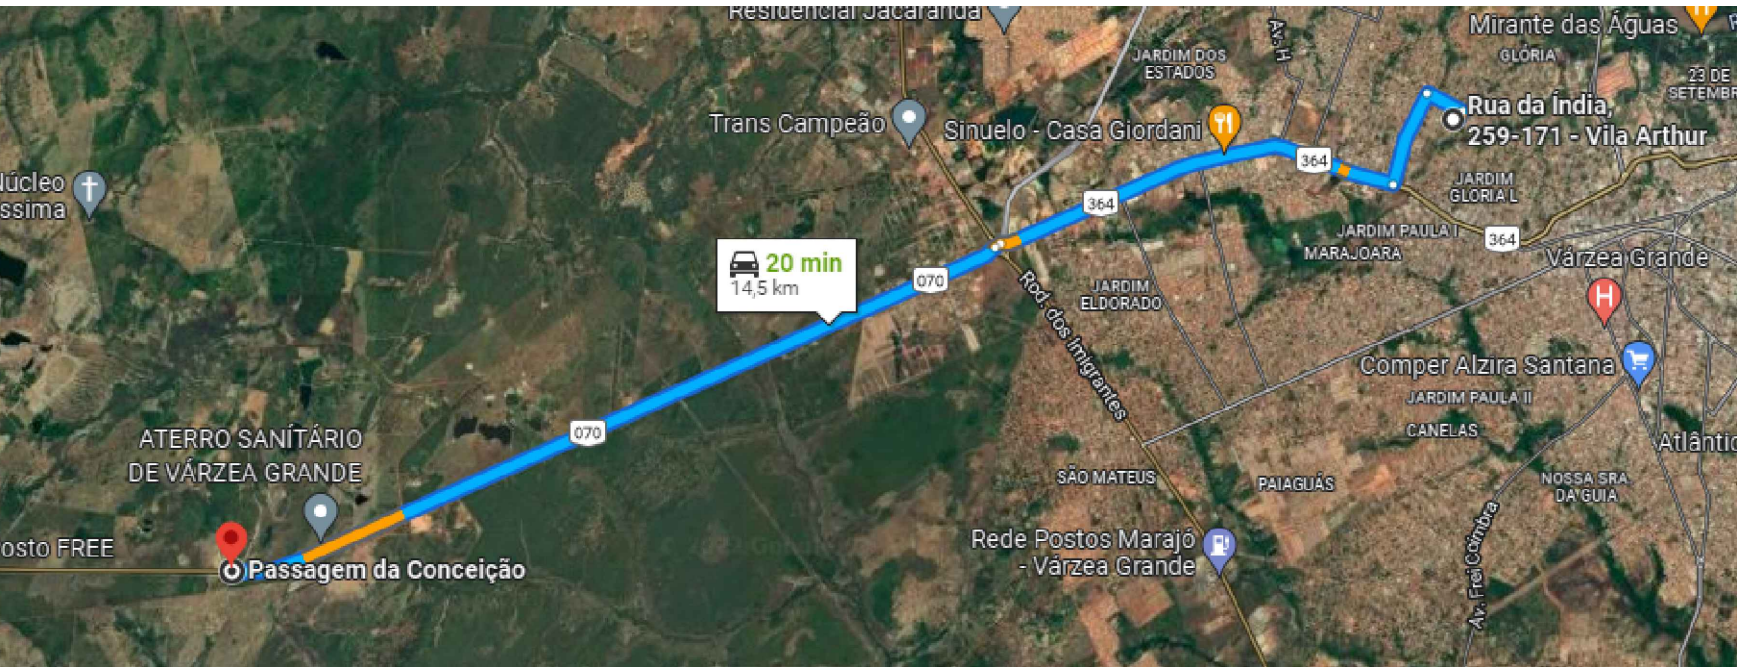 Residencial Jacarandá
Mirante das Águas
GLÓRIA
Av. H
JARDIM DOS
ESTADOS
23 DE
SETEMBR
Rua da Índia,
259-171 - Vila Arthur
Trans Campeão
Sinuelo - Casa Giordani
364
Núcleo
ssima
364
JARDIM
GLORIA L
JARDIM PAULA I
364
MARAJOARA
Várzea Grande
20 min
14,5 km
070
JARDIM
ELDORADO
Rod. dos Imigrantes
Comper Alzira Santana
JARDIM PAULA II
CANELAS
070
ATERRO SANÍTÁRIO
DE VÁRZEA GRANDE
Atlântic
SÃO MATEUS
PAIAGUÁS
NOSSA SRA.
DA GUIA
Av. Frei Coimbra
osto FREE
Passagem da Conceição
Rede Postos Marajó
- Várzea Grande